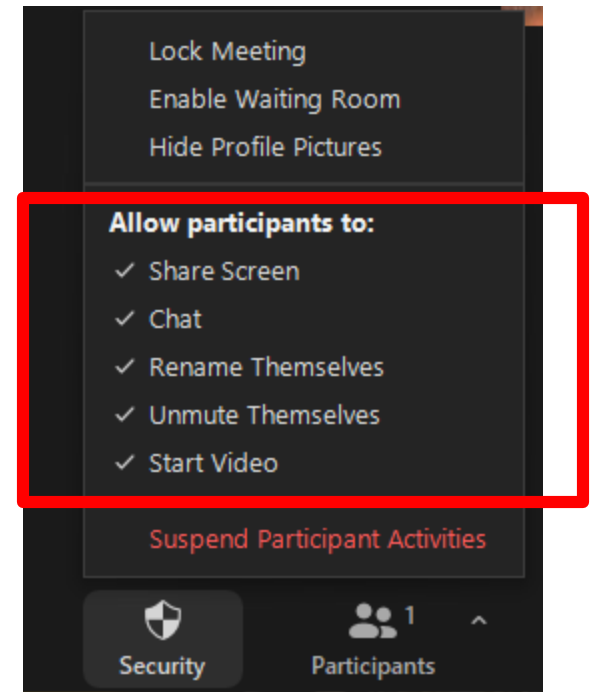 Lock Meeting
Enable Waiting Room
Hide Profile Pictures
Allow participants to:
Share Screen
Chat
Rename Themselves
Unmute Themselves
Start Video
Suspend Participant Activities
1
Security Participants